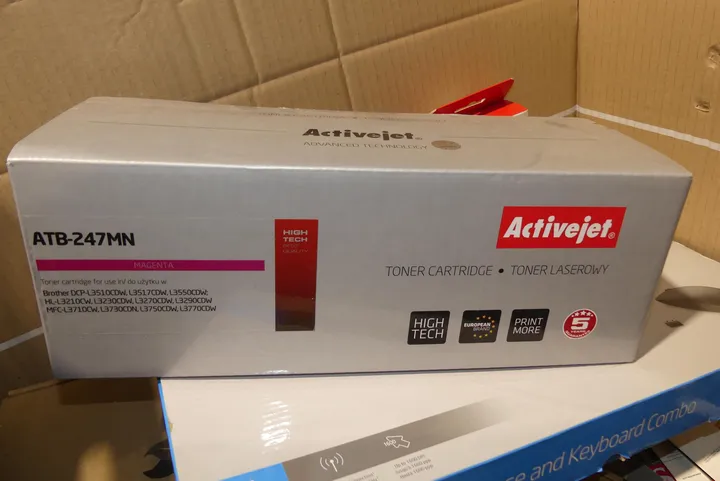 Activejet®
ADVANCED TECHNOLOGY
ATB-247MN
MAGENTA
Toner cartridge for use in/ do użytku w
Brother DCP-L3510CDW, L3517CDW, L3550CDW;
HL-L3210CW, L3230CDW, L3270CDW, L3290CDW
MFC-L3710CW, L3730CDN, L3750CDW, L3770CDW
HIGH
TECH
Activejet®
TONER CARTRIDGE • TONER LASEROWY
HIGH
TECH
EUROPEAN
BRAND
PRINT
MORE
5
and Keyboard Combo